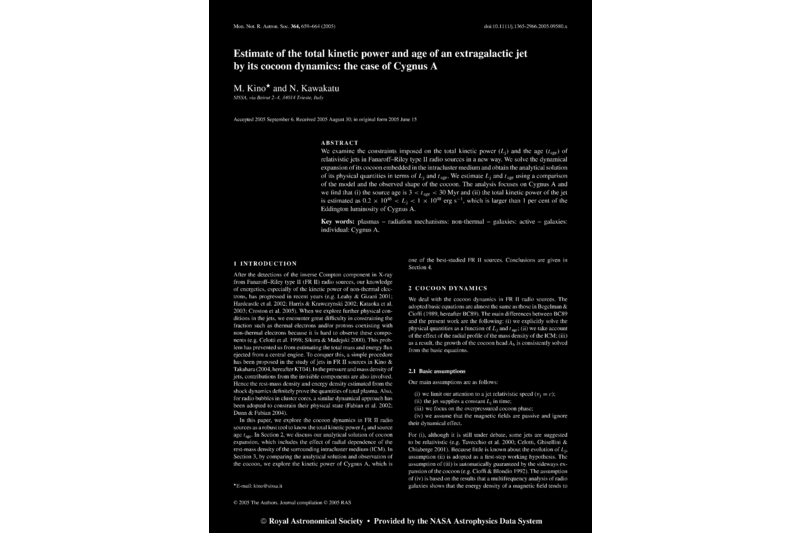 Mon. Not. R. Astron. Soc. 364, 659–664 (2005)
doi:10.1111/j.1365-2966.2005.09580.x
Estimate of the total kinetic power and age of an extragalactic jet
by its cocoon dynamics: the case of Cygnus A
M. Kino★ and N. Kawakatu
SISSA, via Beirut 2–4, 34014 Trieste, Italy
Accepted 2005 September 6. Received 2005 August 30; in original form 2005 June 15
ABSTRACT
We examine the constraints imposed on the total kinetic power (Lj) and the age (tage) of
relativistic jets in Fanaroff–Riley type II radio sources in a new way. We solve the dynamical
expansion of its cocoon embedded in the intracluster medium and obtain the analytical solution
of its physical quantities in terms of Lj and tage. We estimate Lj and tage using a comparison
of the model and the observed shape of the cocoon. The analysis focuses on Cygnus A and
we find that (i) the source age is 3 < tage < 30 Myr and (ii) the total kinetic power of the jet
is estimated as 0.2 × 10⁴⁶ < Lj < 1 × 10⁴⁸ erg s⁻¹, which is larger than 1 per cent of the
Eddington luminosity of Cygnus A.
Key words: plasmas – radiation mechanisms: non-thermal – galaxies: active – galaxies:
individual: Cygnus A.
1 INTRODUCTION
After the detections of the inverse Compton component in X-ray
from Fanaroff–Riley type II (FR II) radio sources, our knowledge
of energetics, especially of the kinetic power of non-thermal elec-
trons, has progressed in recent years (e.g. Leahy & Gizani 2001;
Hardcastle et al. 2002; Harris & Krawczynski 2002; Kataoka et al.
2003; Croston et al. 2005). When we explore further physical con-
ditions in the jets, we encounter great difficulty in constraining the
fraction such as thermal electrons and/or protons coexisting with
non-thermal electrons because it is hard to observe these compo-
nents (e.g. Celotti et al. 1998; Sikora & Madejski 2000). This prob-
lem has prevented us from estimating the total mass and energy flux
ejected from a central engine. To conquer this, a simple procedure
has been proposed in the study of jets in FR II sources in Kino &
Takahara (2004, hereafter KT04). In the pressure and mass density of
jets, contributions from the invisible components are also involved.
Hence the rest-mass density and energy density estimated from the
shock dynamics definitely prove the quantities of total plasma. Also,
for radio bubbles in cluster cores, a similar dynamical approach has
been adopted to constrain their physical state (Fabian et al. 2002;
Dunn & Fabian 2004).
In this paper, we explore the cocoon dynamics in FR II radio
sources as a robust tool to know the total kinetic power Lj and source
age tage. In Section 2, we discuss our analytical solution of cocoon
expansion, which includes the effect of radial dependence of the
rest-mass density of the surrounding intracluster medium (ICM). In
Section 3, by comparing the analytical solution and observation of
the cocoon, we explore the kinetic power of Cygnus A, which is
★E-mail: kino@sissa.it
one of the best-studied FR II sources. Conclusions are given in
Section 4.
2 COCOON DYNAMICS
We deal with the cocoon dynamics in FR II radio sources. The
adopted basic equations are almost the same as those in Begelman &
Cioffi (1989, hereafter BC89). The main differences between BC89
and the present work are the following: (i) we explicitly solve the
physical quantities as a function of Lj and tage; (ii) we take account
of the effect of the radial profile of the mass density of the ICM; (iii)
as a result, the growth of the cocoon head Ah is consistently solved
from the basic equations.
2.1 Basic assumptions
Our main assumptions are as follows:
(i) we limit our attention to a jet relativistic speed (vj = c);
(ii) the jet supplies a constant Lj in time;
(iii) we focus on the overpressured cocoon phase;
(iv) we assume that the magnetic fields are passive and ignore
their dynamical effect.
For (i), although it is still under debate, some jets are suggested
to be relativistic (e.g. Tavecchio et al. 2000; Celotti, Ghisellini &
Chiaberge 2001). Because little is known about the evolution of Lj,
assumption (ii) is adopted as a first-step working hypothesis. The
assumption of (iii) is automatically guaranteed by the sideways ex-
pansion of the cocoon (e.g. Cioffi & Blondin 1992). The assumption
of (iv) is based on the results that a multifrequency analysis of radio
galaxies shows that the energy density of a magnetic field tends to
© 2005 The Authors. Journal compilation © 2005 RAS
© Royal Astronomical Society • Provided by the NASA Astrophysics Data System